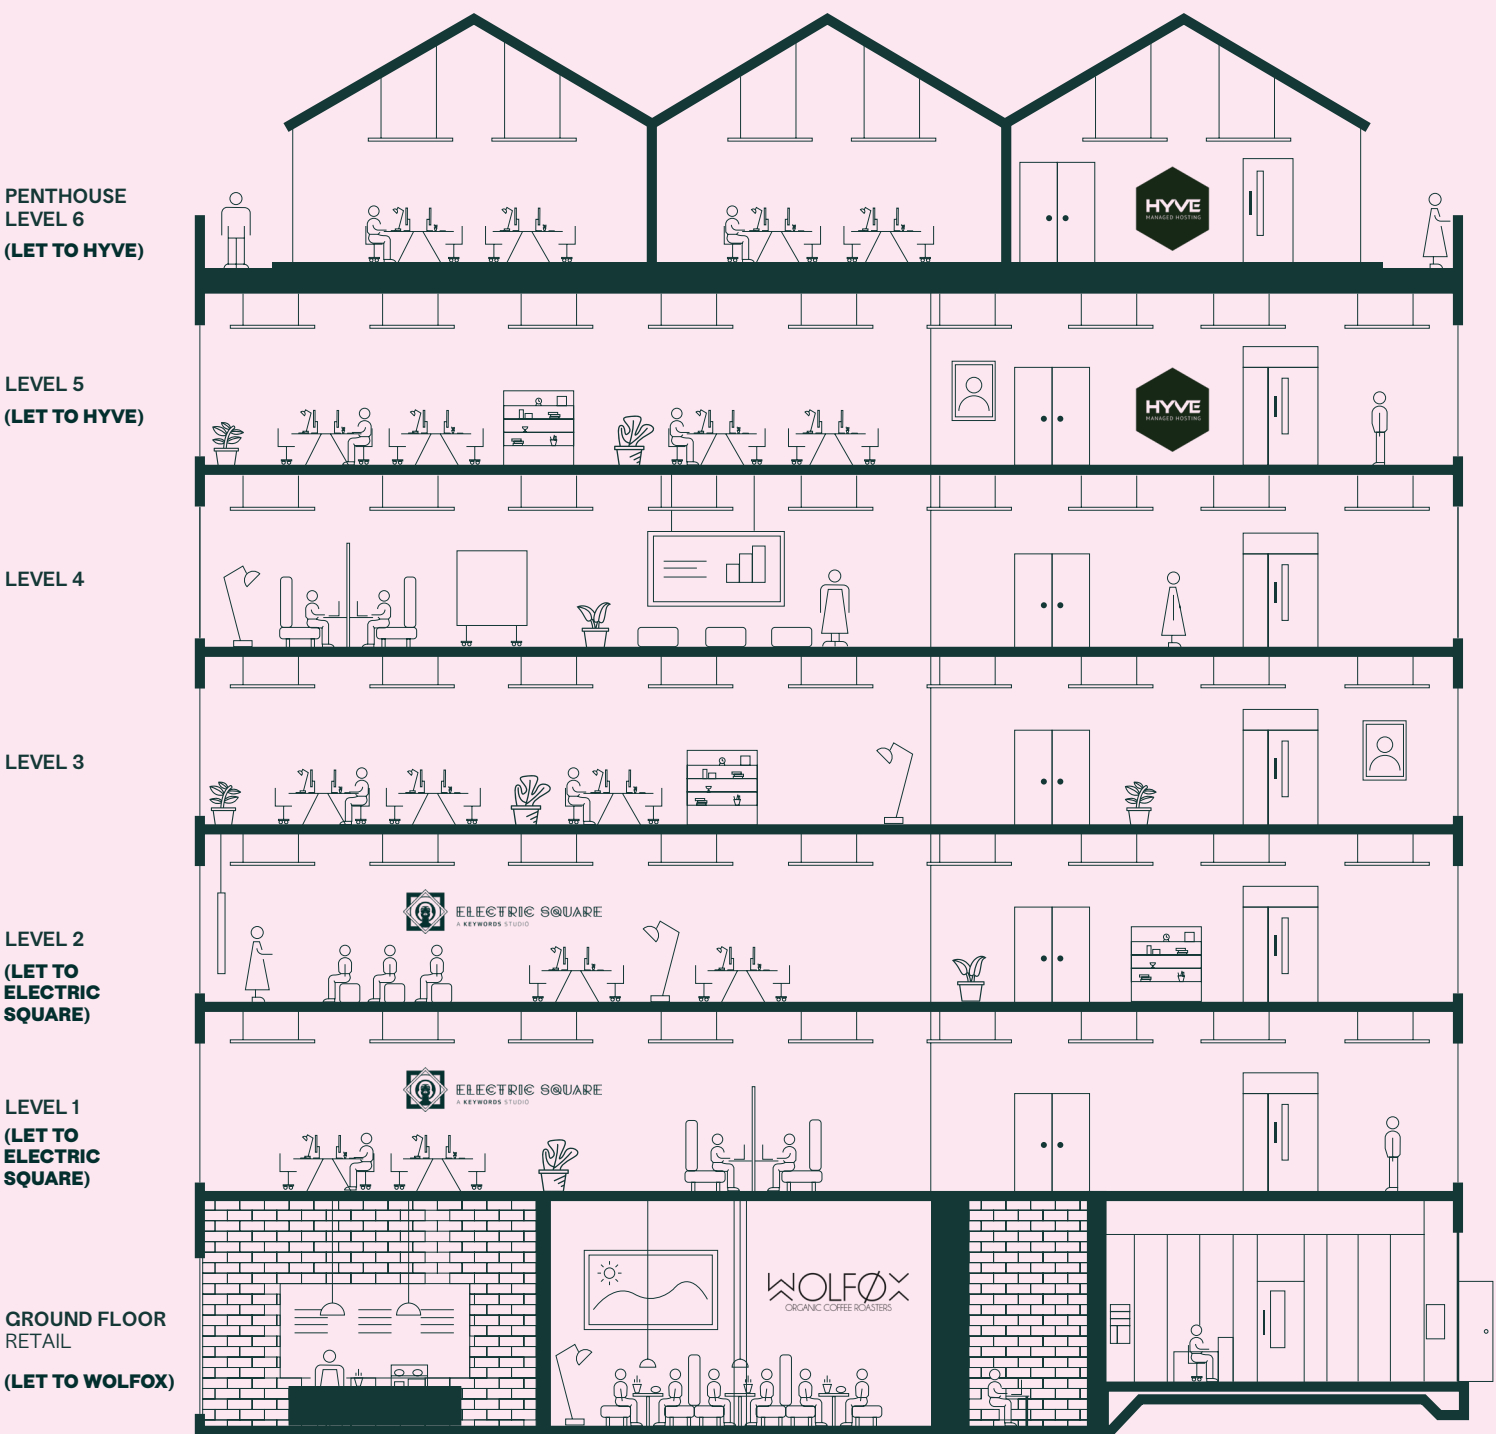 PENTHOUSE
LEVEL 6
(LET TO HYVE)
HYVE
MANAGED HOSTING
LEVEL 5
(LET TO HYVE)
HYVE
MANAGED HOSTING
LEVEL 4
LEVEL 3
ELECTRIC SQUARE
A KEYWORDS STUDIO
LEVEL 2
(LET TO
ELECTRIC
SQUARE)
ELECTRIC SQUARE
A KEYWORDS STUDIO
LEVEL 1
(LET TO
ELECTRIC
SQUARE)
WOLFØX
ORGANIC COFFEE ROASTERS
GROUND FLOOR
RETAIL
(LET TO WOLFOX)